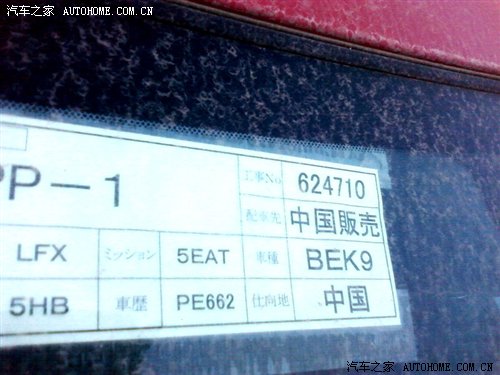 汽车之家 AUTOHOME.COM.CN
PP-1 工事No 624710
配車先 中国販売
LFX ミッション 5EAT 車種 BEK9
5HB 車歴 PE662 仕向地 中国
汽车之家 AUTOHOME.COM.CN